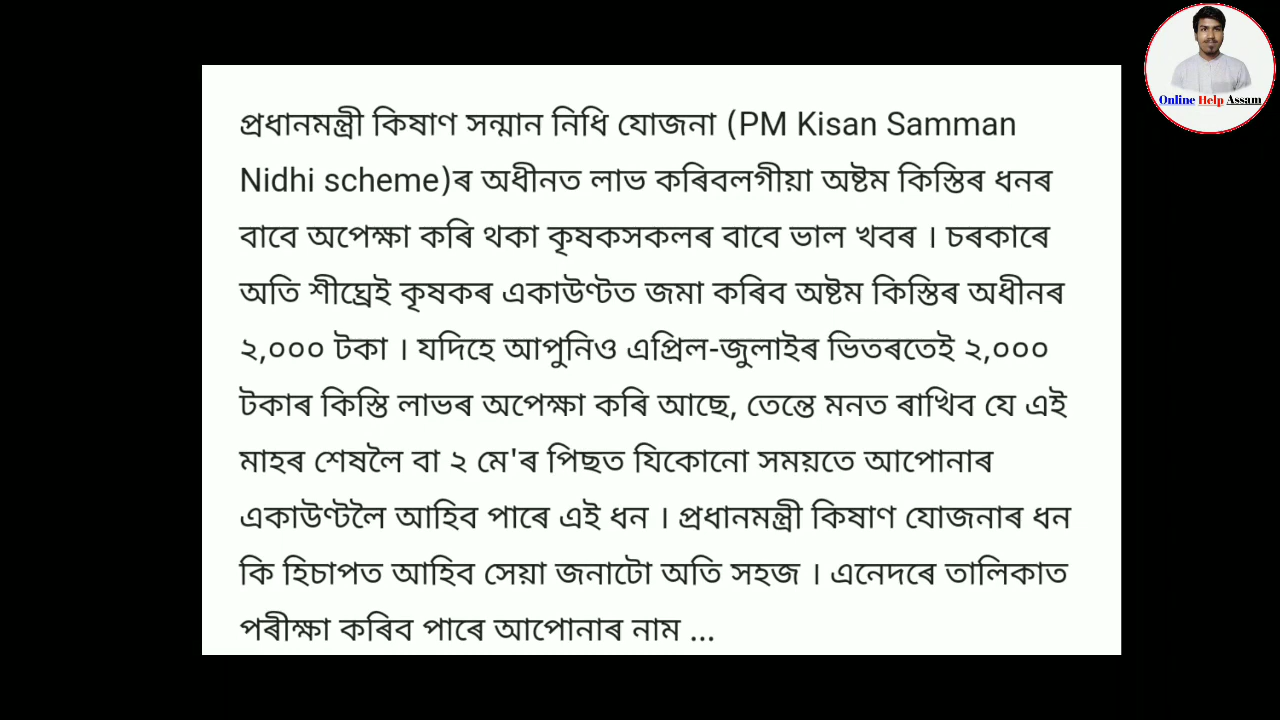 প্ৰধানমন্ত্ৰী কিষাণ সন্মান নিধি যোজনা (PM Kisan Samman
Nidhi scheme)ৰ অধীনত লাভ কৰিবলগীয়া অষ্টম কিস্তিৰ ধনৰ
বাবে অপেক্ষা কৰি থকা কৃষকসকলৰ বাবে ভাল খবৰ । চৰকাৰে
অতি শীঘ্ৰেই কৃষকৰ একাউণ্টত জমা কৰিব অষ্টম কিস্তিৰ অধীনৰ
২,০০০ টকা । যদিহে আপুনিও এপ্ৰিল-জুলাইৰ ভিতৰতেই ২,০০০
টকাৰ কিস্তি লাভৰ অপেক্ষা কৰি আছে, তেন্তে মনত ৰাখিব যে এই
মাহৰ শেষলৈ বা ২ মে'ৰ পিছত যিকোনো সময়তে আপোনাৰ
একাউণ্টলৈ আহিব পাৰে এই ধন । প্ৰধানমন্ত্ৰী কিষাণ যোজনাৰ ধন
কি হিচাপত আহিব সেয়া জনাটো অতি সহজ । এনেদৰে তালিকাত
পৰীক্ষা কৰিব পাৰে আপোনাৰ নাম ...
Online Help Assam